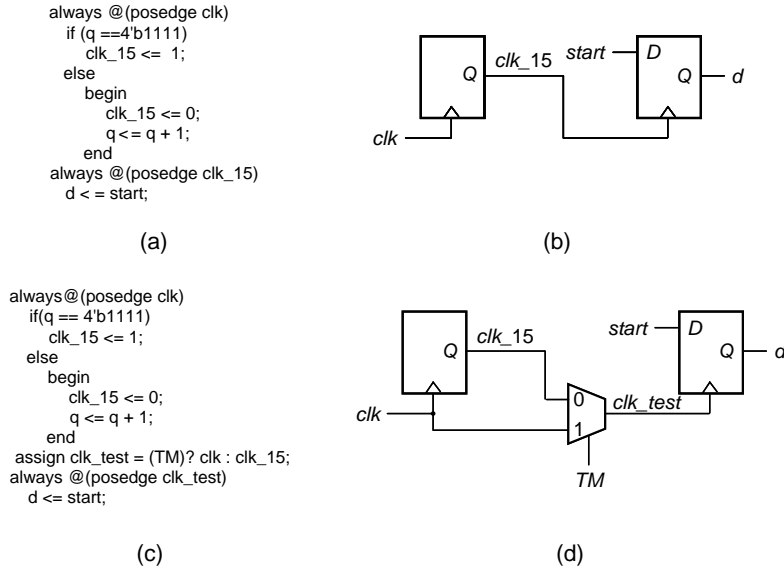 always @(posedge clk)
if (q ==4'b1111)
clk_15 <= 1;
else
begin
clk_15 <= 0;
q <= q + 1;
end
always @(posedge clk_15)
d < = start;
(a)
clk
Q
clk_15
start
D
Q
d
(b)
always@(posedge clk)
if(q == 4'b1111)
clk_15 <= 1;
else
begin
clk_15 <= 0;
q <= q + 1;
end
assign clk_test = (TM)? clk : clk_15;
always @(posedge clk_test)
d <= start;
(c)
clk
Q
clk_15
0
1
TM
clk_test
start
D
Q
d
(d)